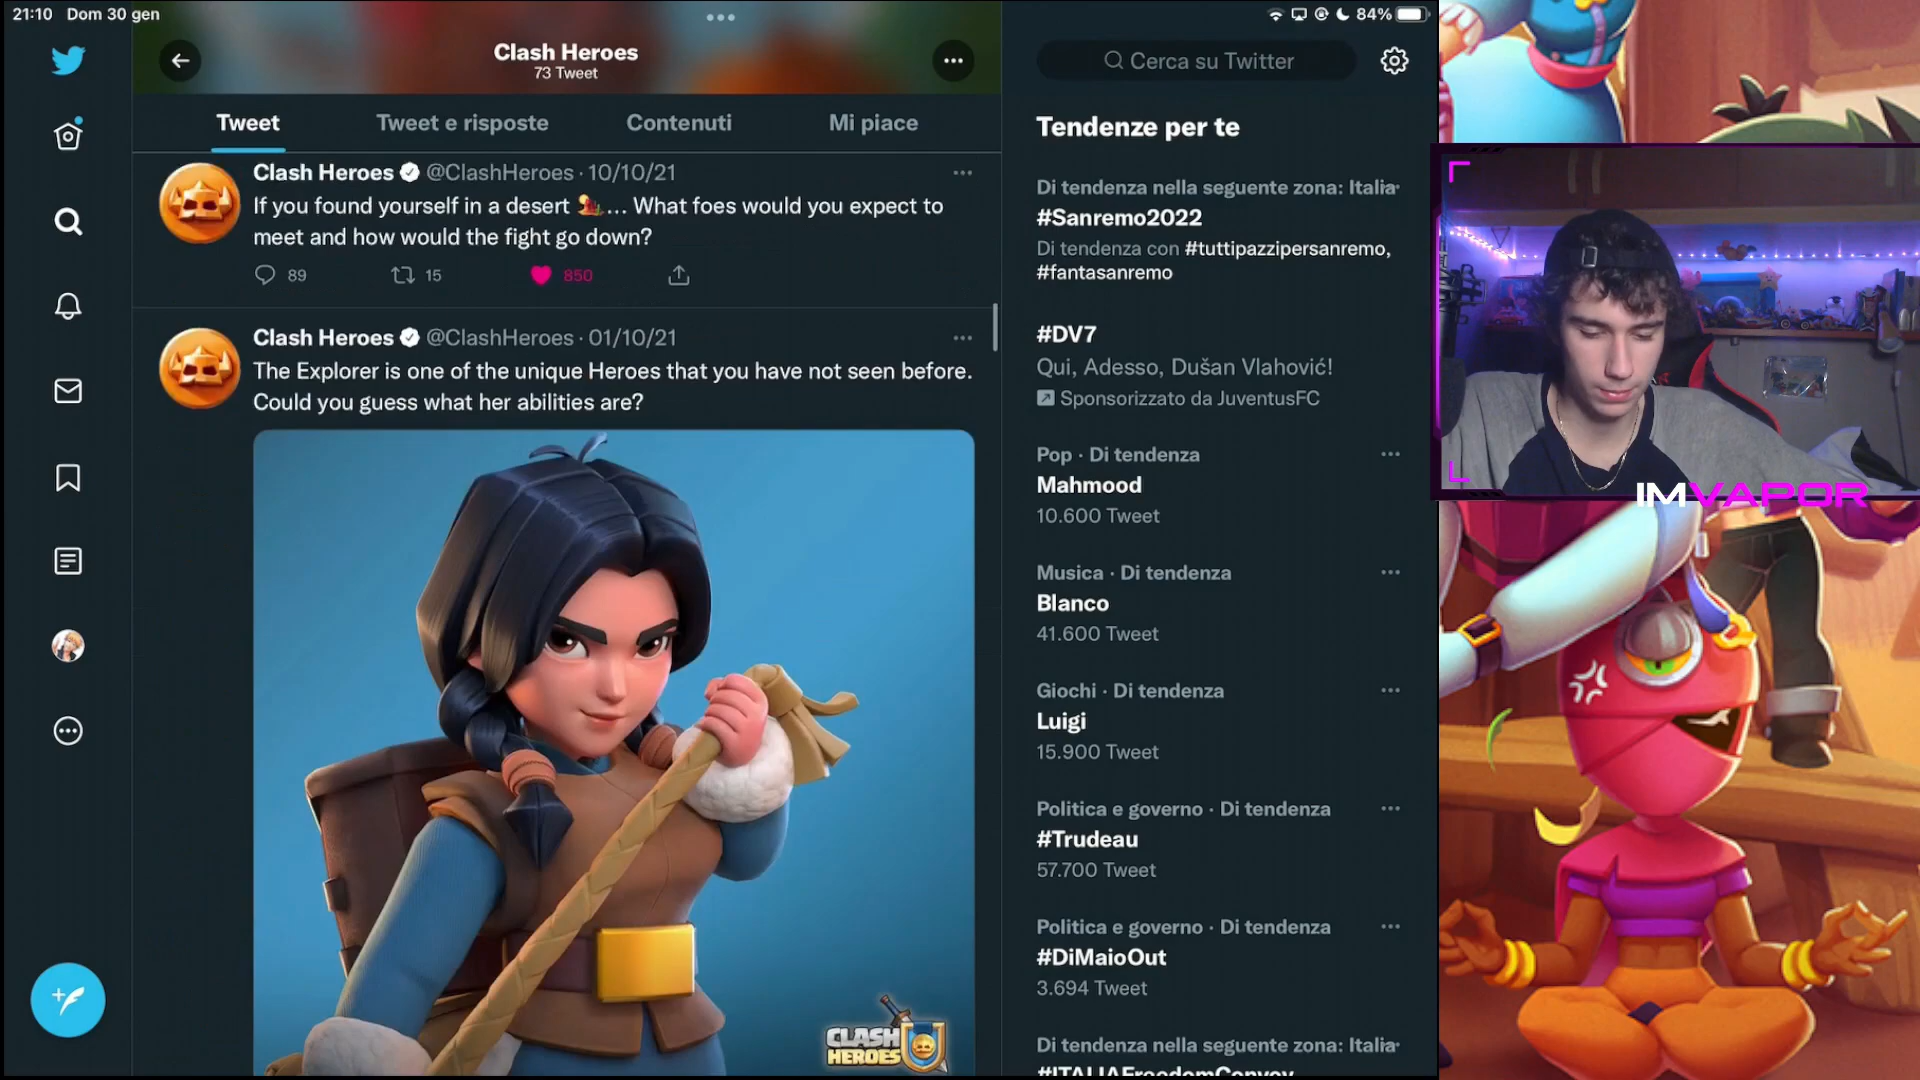 21:10 Dom 30 gen
84%
Clash Heroes
73 Tweet
Cerca su Twitter
Tweet
Tweet e risposte
Contenuti
Mi piace
Clash Heroes @ClashHeroes · 10/10/21
If you found yourself in a desert ... What foes would you expect to
meet and how would the fight go down?
89
15
850
Clash Heroes @ClashHeroes · 01/10/21
The Explorer is one of the unique Heroes that you have not seen before.
Could you guess what her abilities are?
CLASH
HEROES
Tendenze per te
Di tendenza nella seguente zona: Italia
#Sanremo2022
Di tendenza con #tuttipazzipersanremo,
#fantasanremo
#DV7
Qui, Adesso, Dušan Vlahović!
Sponsorizzato da JuventusFC
Pop · Di tendenza
Mahmood
10.600 Tweet
Musica · Di tendenza
Blanco
41.600 Tweet
Giochi · Di tendenza
Luigi
15.900 Tweet
Politica e governo · Di tendenza
#Trudeau
57.700 Tweet
Politica e governo · Di tendenza
#DiMaioOut
3.694 Tweet
Di tendenza nella seguente zona: Italia
#ITALIAFreedomConvoy
IMVAPOR